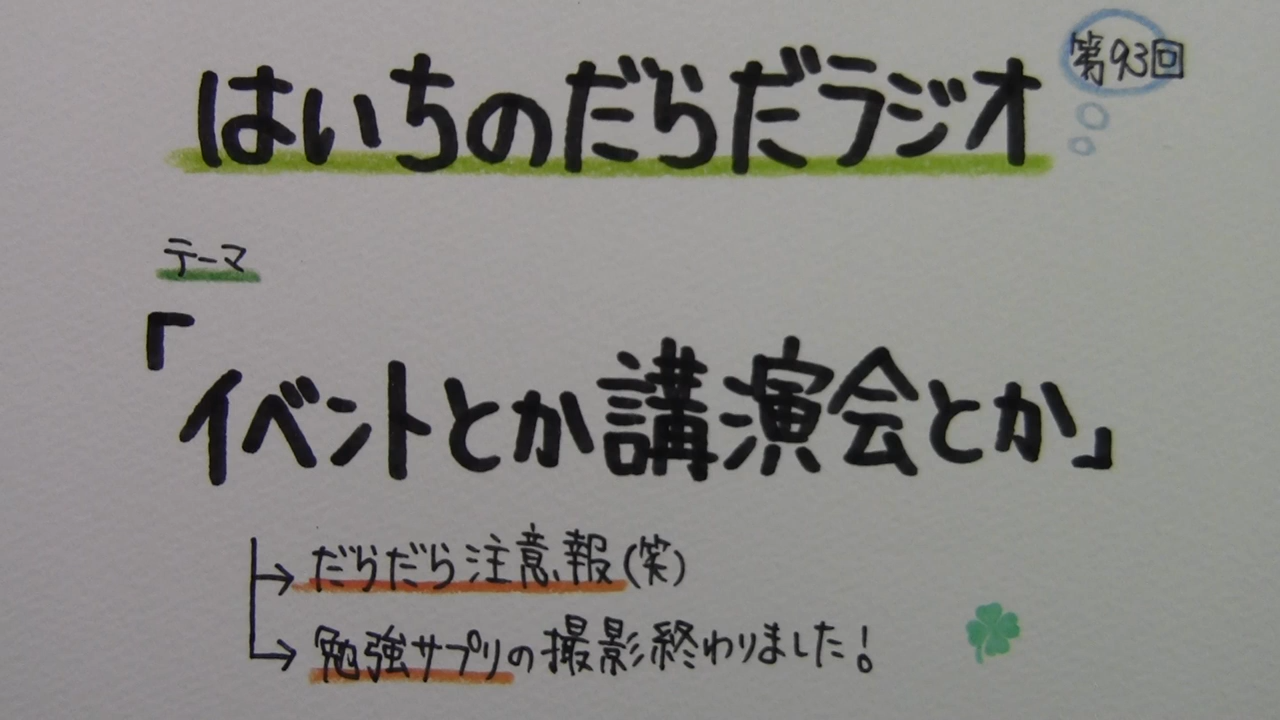 はいちのだらだラジオ
第93回
テーマ
「イベントとか講演会とか」
だらだら注意報(笑)
勉強サプリの撮影終わりました!